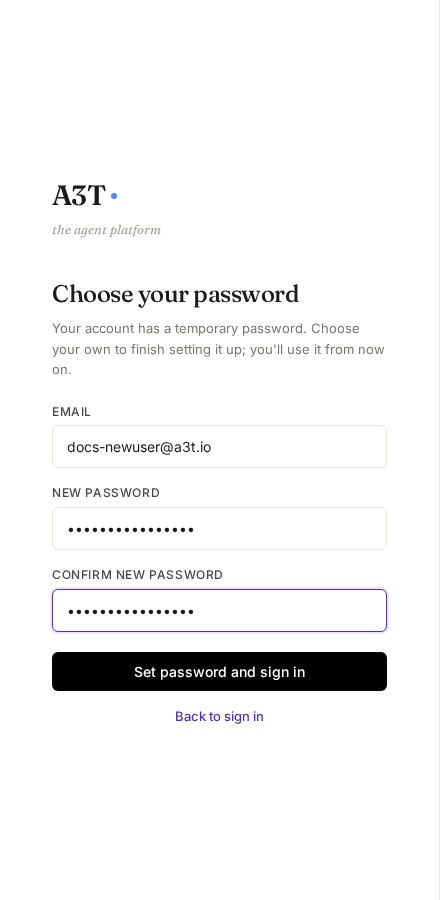 A3T
the agent platform
Choose your password
Your account has a temporary password. Choose
your own to finish setting it up; you'll use it from now
on.
EMAIL
docs-newuser@a3t.io
NEW PASSWORD
••••••••••••••••
CONFIRM NEW PASSWORD
••••••••••••••••
Set password and sign in
Back to sign in